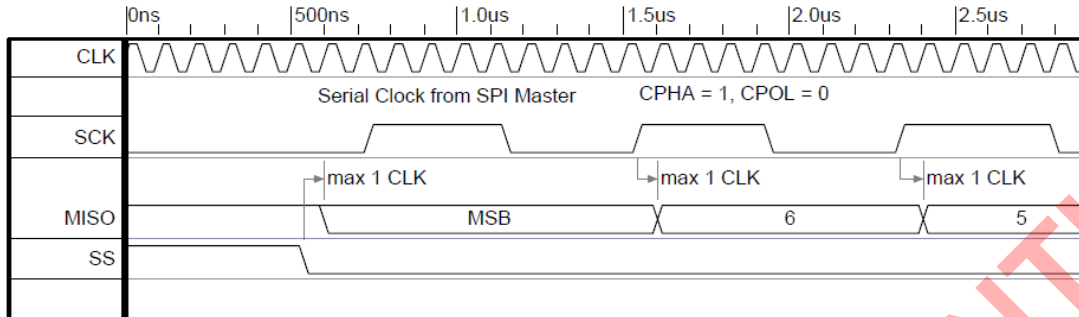 0ns 500ns 1.0us 1.5us 2.0us 2.5us
CLK
Serial Clock from SPI Master CPHA = 1, CPOL = 0
SCK
max 1 CLK max 1 CLK max 1 CLK
MISO MSB 6 5
SS